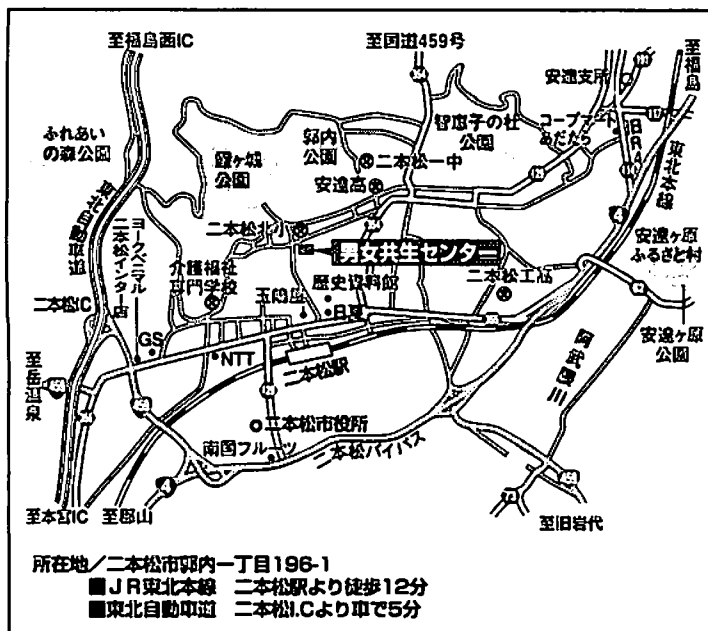 至福島西IC
至国道459号
至福島
安達支所
ふれあい
の森公園
霞ヶ城
公園
郭内
公園
智恵子の杜
公園
コープマート
あだたら
二本松一中
安達高
東北自動車道
東北本線
二本松北小
男女共生センター
安達ヶ原
ふるさと村
ヨークベニマル
二本松インター店
介護福祉
専門学校
歴史資料館
二本松工高
二本松IC
GS
NTT
二本松駅
安達ヶ原
公園
至岳温泉
阿武隈川
二本松市役所
南国フルーツ
二本松バイパス
4
4
至本宮IC
至郡山
至旧岩代
所在地／二本松市郭内一丁目196-1
■JR東北本線 二本松駅より徒歩12分
■東北自動車道 二本松I.Cより車で5分